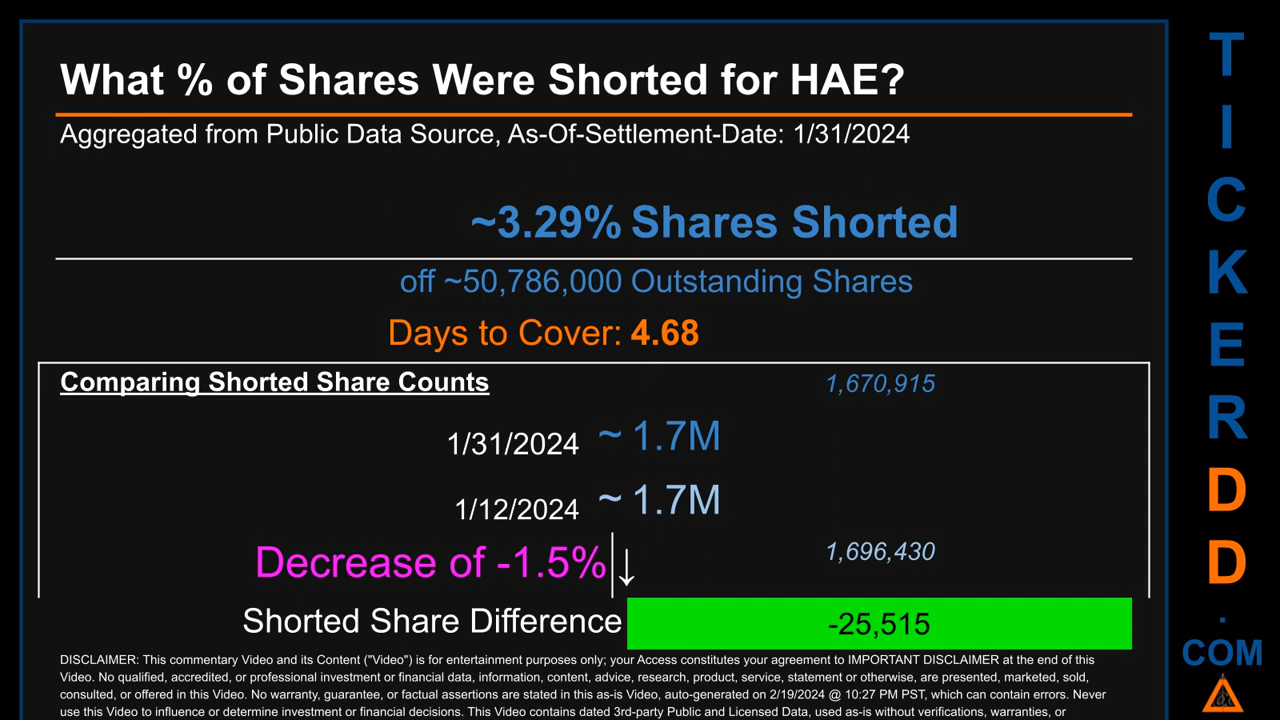 What % of Shares Were Shorted for HAE?
Aggregated from Public Data Source, As-Of-Settlement-Date: 1/31/2024
~3.29% Shares Shorted
off ~50,786,000 Outstanding Shares
Days to Cover: 4.68
Comparing Shorted Share Counts
1,670,915
1/31/2024 ~ 1.7M
1/12/2024 ~ 1.7M
Decrease of -1.5% ↓
1,696,430
Shorted Share Difference -25,515
DISCLAIMER: This commentary Video and its Content ("Video") is for entertainment purposes only; your Access constitutes your agreement to IMPORTANT DISCLAIMER at the end of this
Video. No qualified, accredited, or professional investment or financial data, information, content, advice, research, product, service, statement or otherwise, are presented, marketed, sold,
consulted, or offered in this Video. No warranty, guarantee, or factual assertions are stated in this as-is Video, auto-generated on 2/19/2024 @ 10:27 PM PST, which can contain errors. Never
use this Video to influence or determine investment or financial decisions. This Video contains dated 3rd-party Public and Licensed Data, used as-is without verifications, warranties, or
T
I
C
K
E
R
D
D
.
COM